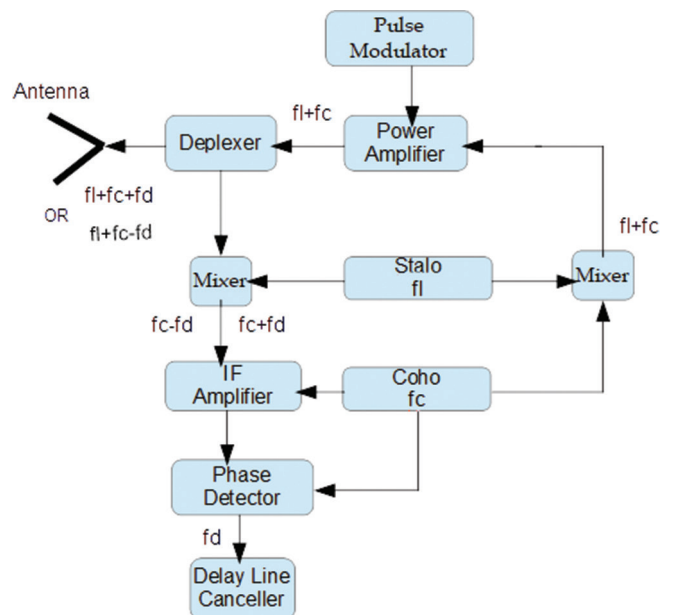 Pulse
Modulator
Antenna
fl+fc
Deplexer
Power
Amplifier
fl+fc+fd
OR
fl+fc-fd
fl+fc
Mixer
Stalo
fl
Mixer
fc-fd
fc+fd
IF
Amplifier
Coho
fc
Phase
Detector
fd
Delay Line
Canceller